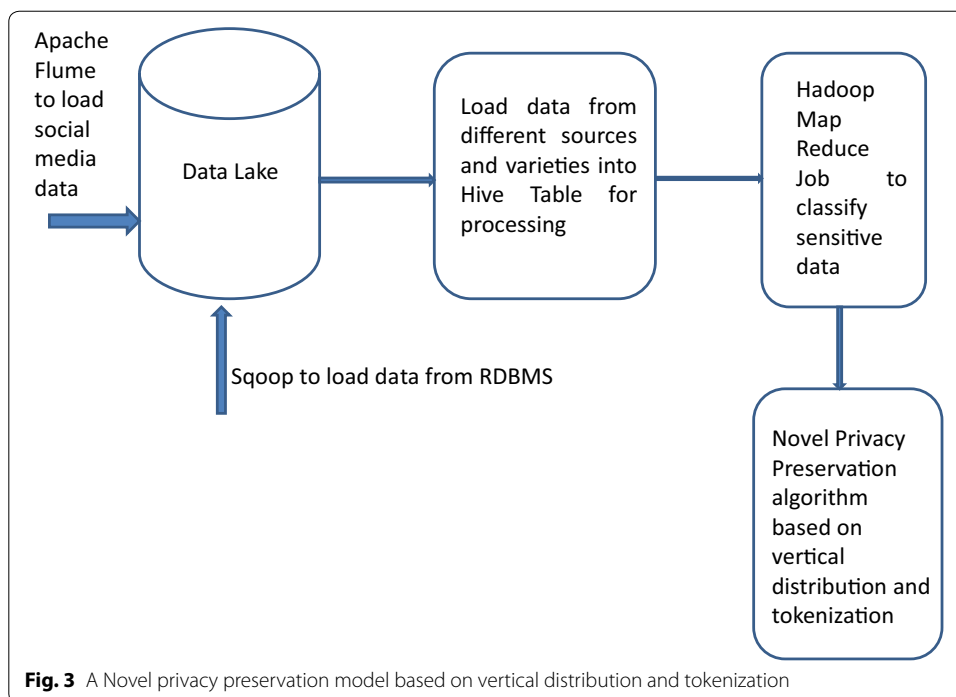 Apache
Flume
to load
social
media
data
Data Lake
Sqoop to load data from RDBMS
Load data from
different sources
and varieties into
Hive Table for
processing
Hadoop
Map
Reduce
Job to
classify
sensitive
data
Novel Privacy
Preservation
algorithm
based on
vertical
distribution and
tokenization
Fig. 3 A Novel privacy preservation model based on vertical distribution and tokenization